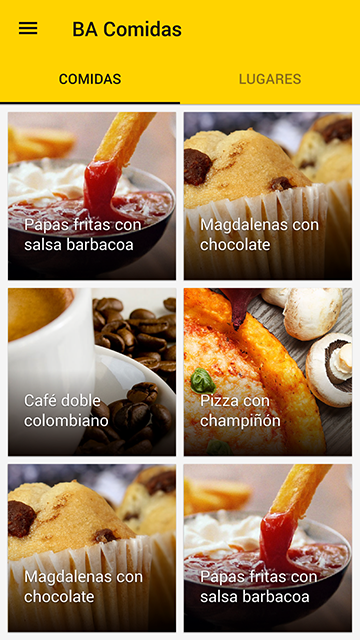 BA Comidas
COMIDAS
LUGARES
Papas fritas con
salsa barbacoa
Magdalenas con
chocolate
Café doble
colombiano
Pizza con
champiñón
Magdalenas con
chocolate
Papas fritas con
salsa barbacoa